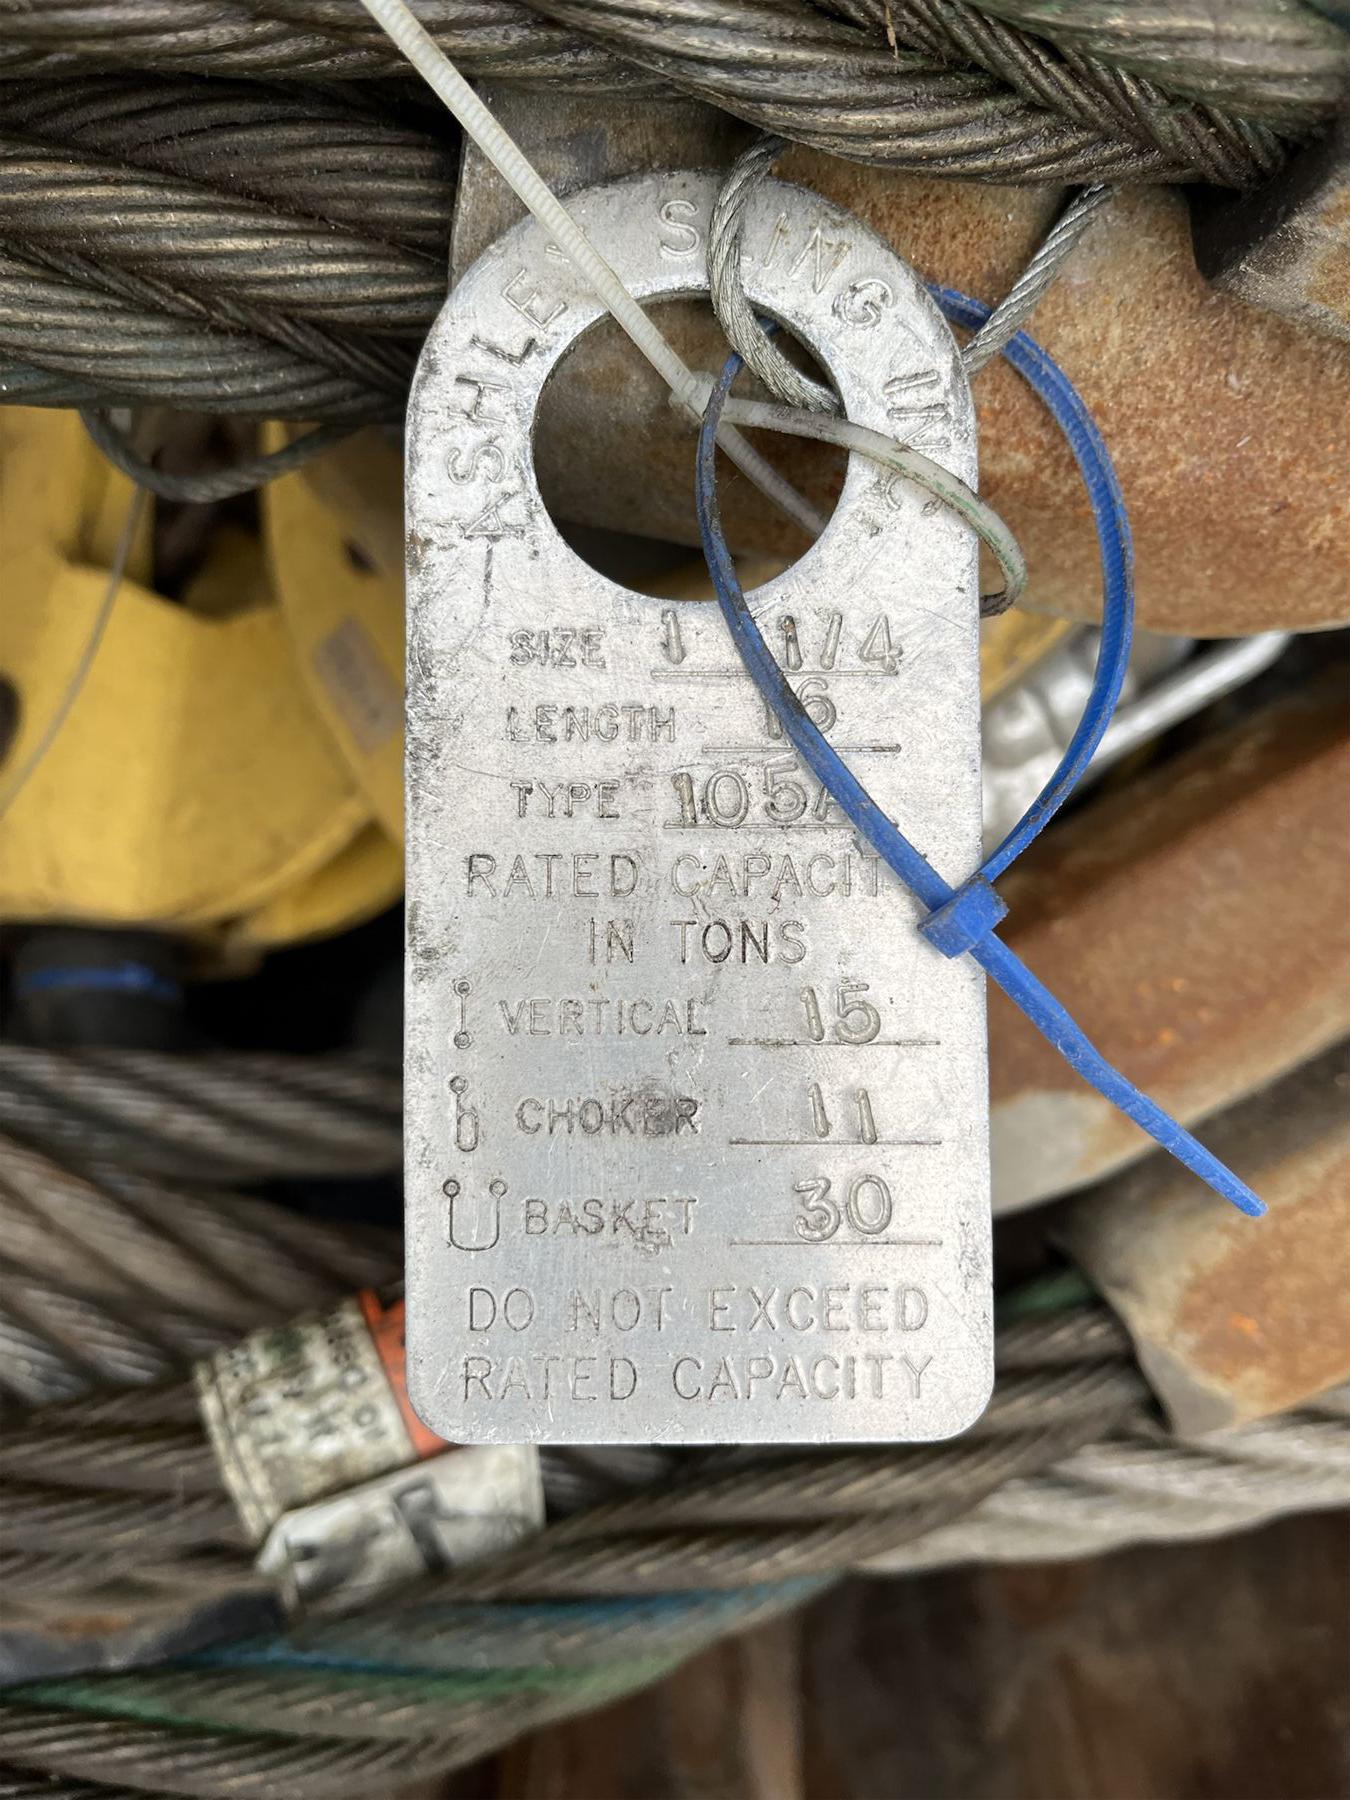 ASHLEY SLING INC.
SIZE 1 1/4
LENGTH 16
TYPE 105A
RATED CAPACIT
IN TONS
VERTICAL 15
CHOKER 11
BASKET 30
DO NOT EXCEED
RATED CAPACITY